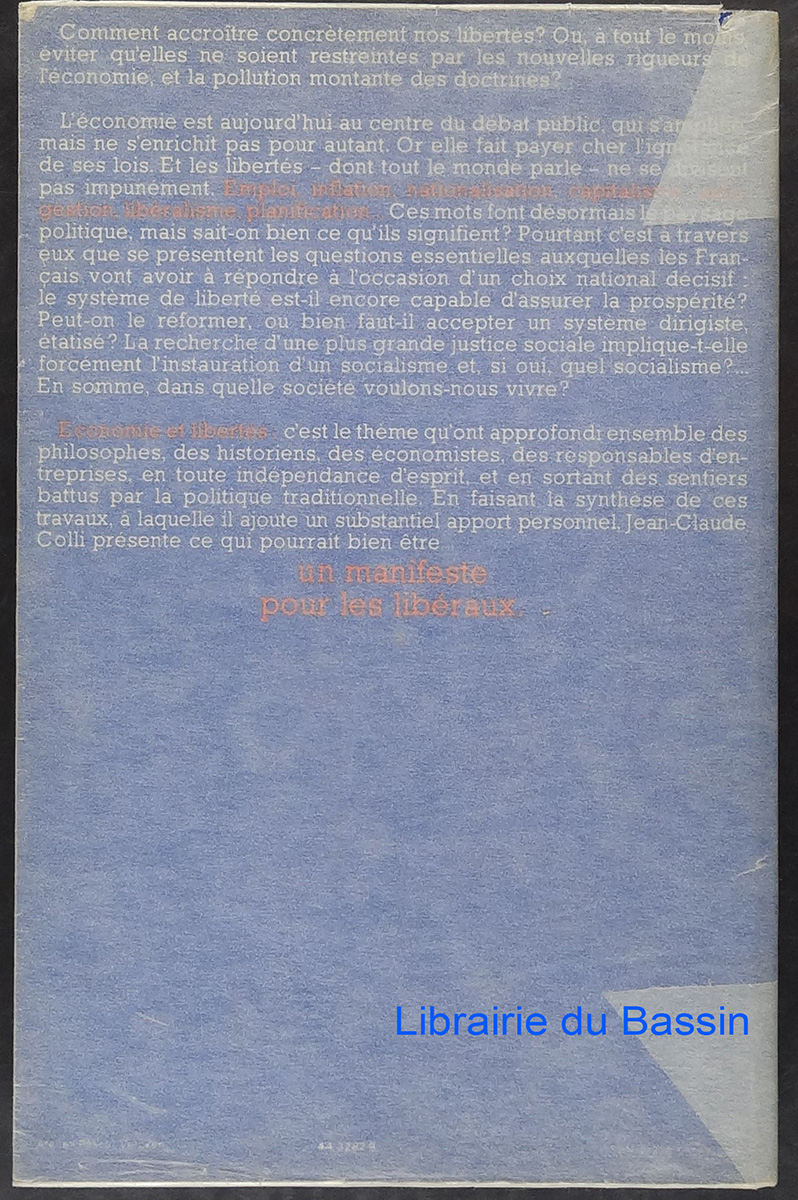 Comment accroître concrètement nos libertés? Ou, à tout le moins
éviter qu'elles ne soient restreintes par les nouvelles rigueurs de
l'économie, et la pollution montante des doctrines?
L'économie est aujourd'hui au centre du débat public, qui s'amplifie
mais ne s'enrichit pas pour autant. Or elle fait payer cher l'ignorance
de ses lois. Et les libertés – dont tout le monde parle – ne se divisent
pas impunément. Emploi, inflation, nationalisation, capitalisme, auto-
gestion, libéralisme, planification... Ces mots font désormais le paysage
politique, mais sait-on bien ce qu'ils signifient? Pourtant c'est à travers
eux que se présentent les questions essentielles auxquelles les Fran-
çais vont avoir à répondre à l'occasion d'un choix national décisif :
le système de liberté est-il encore capable d'assurer la prospérité?
Peut-on le réformer, ou bien faut-il accepter un système dirigiste,
étatisé? La recherche d'une plus grande justice sociale implique-t-elle
forcément l'instauration d'un socialisme et, si oui, quel socialisme?...
En somme, dans quelle société voulons-nous vivre?
Economie et libertés : c'est le thème qu'ont approfondi ensemble des
philosophes, des historiens, des économistes, des responsables d'en-
treprises, en toute indépendance d'esprit, et en sortant des sentiers
battus par la politique traditionnelle. En faisant la synthèse de ces
travaux, à laquelle il ajoute un substantiel apport personnel, Jean-Claude
Colli présente ce qui pourrait bien être
un manifeste
pour les libéraux.
Librairie du Bassin